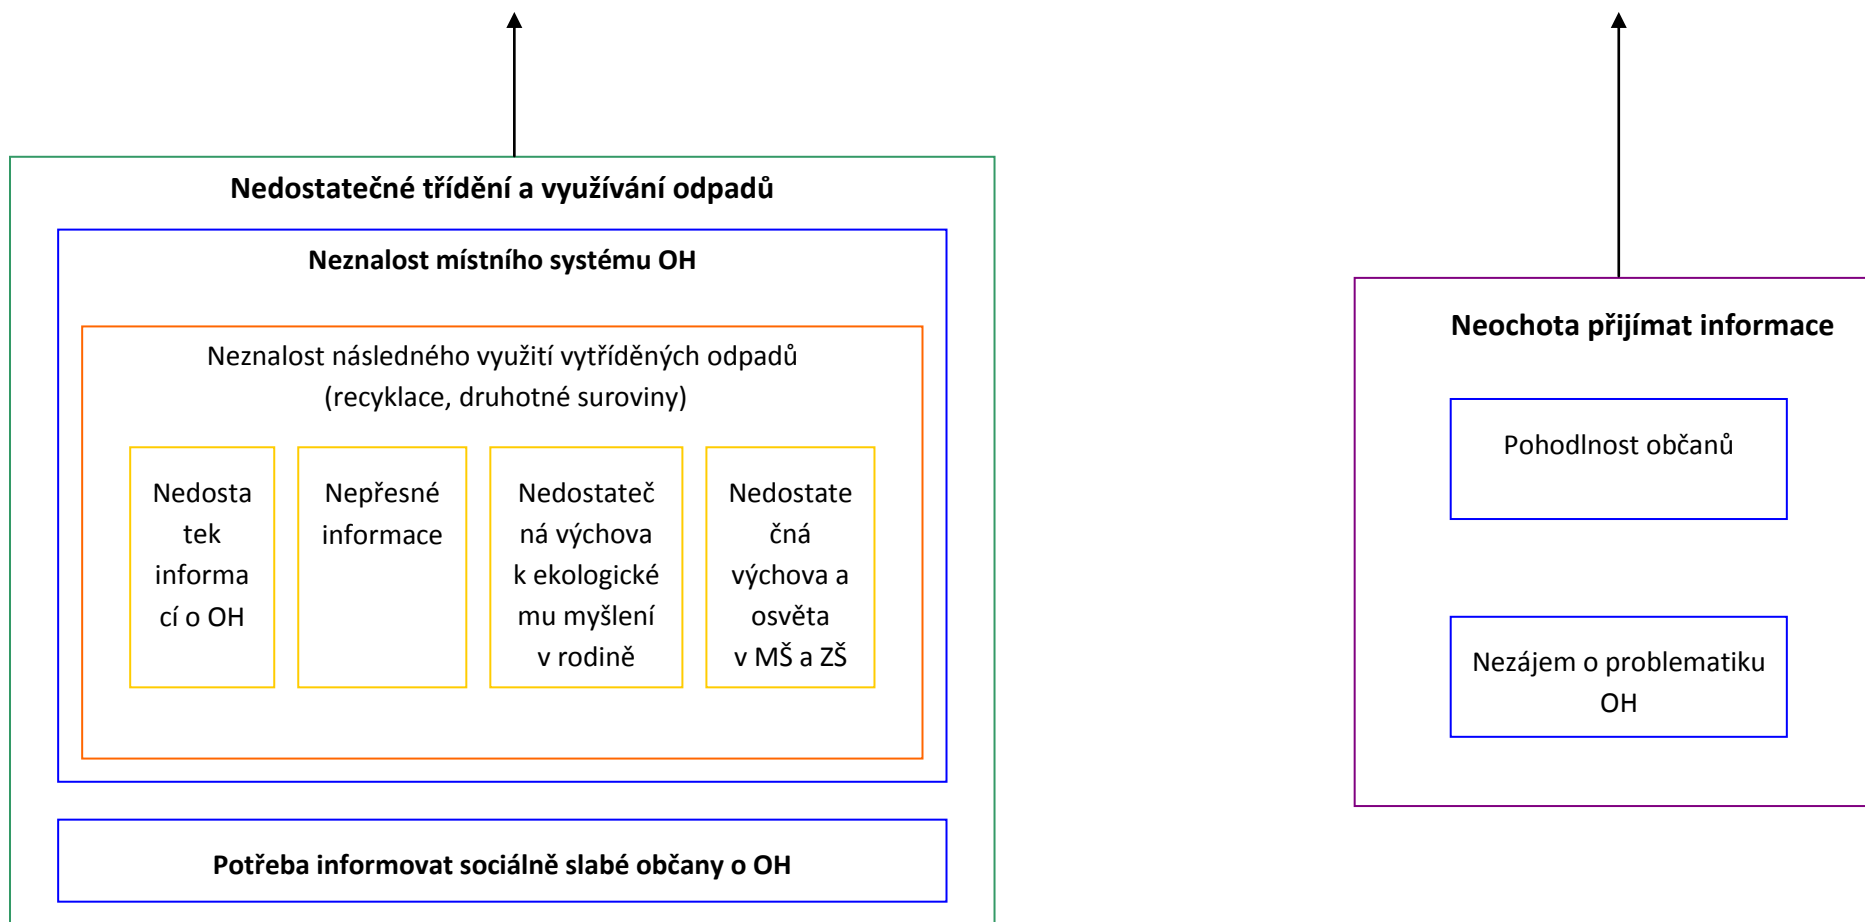 Nedostatečné třídění a využívání odpadů
Neznalost místního systému OH
Neznalost následného využití vytříděných odpadů
(recyklace, druhotné suroviny)
Nedosta
tek
informa
cí o OH
Nepřesné
informace
Nedostateč
ná výchova
k ekologické
mu myšlení
v rodině
Nedostate
čná
výchova a
osvěta
v MŠ a ZŠ
Potřeba informovat sociálně slabé občany o OH
Neochota přijímat informace
Pohodlnost občanů
Nezájem o problematiku
OH